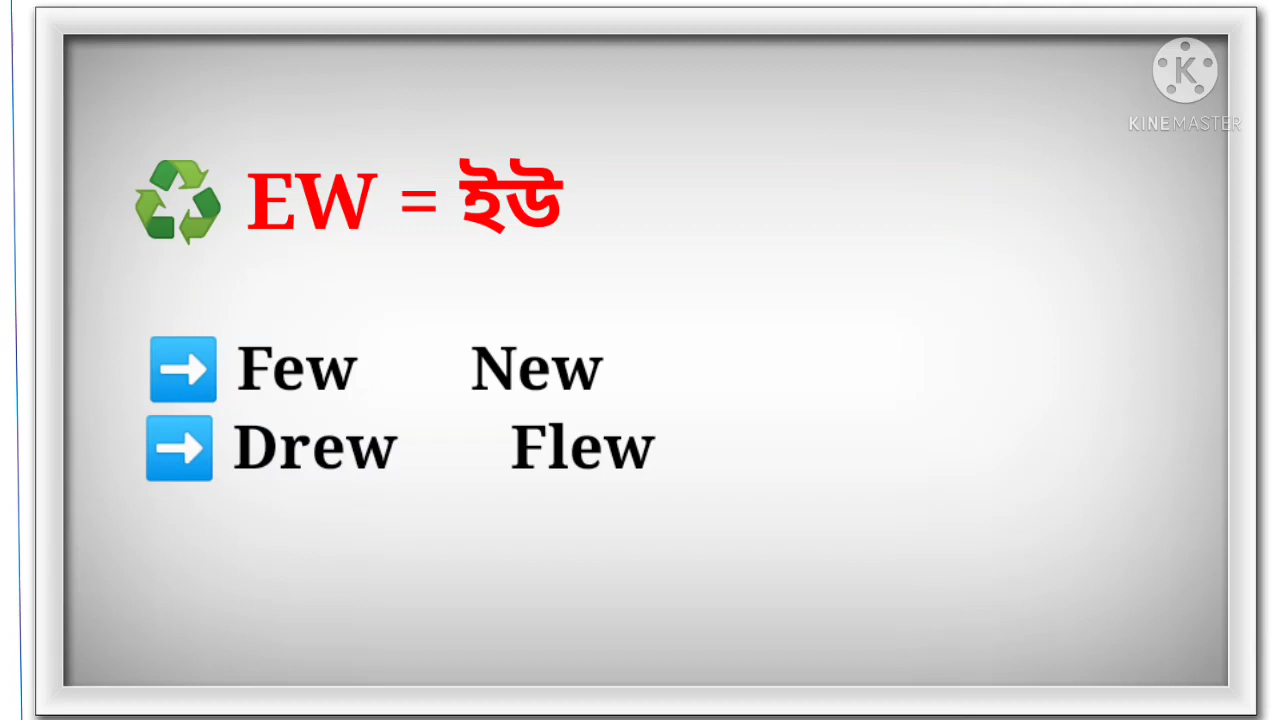 KINEMASTER
♻️ EW = ইউ
➡️ Few New
➡️ Drew Flew